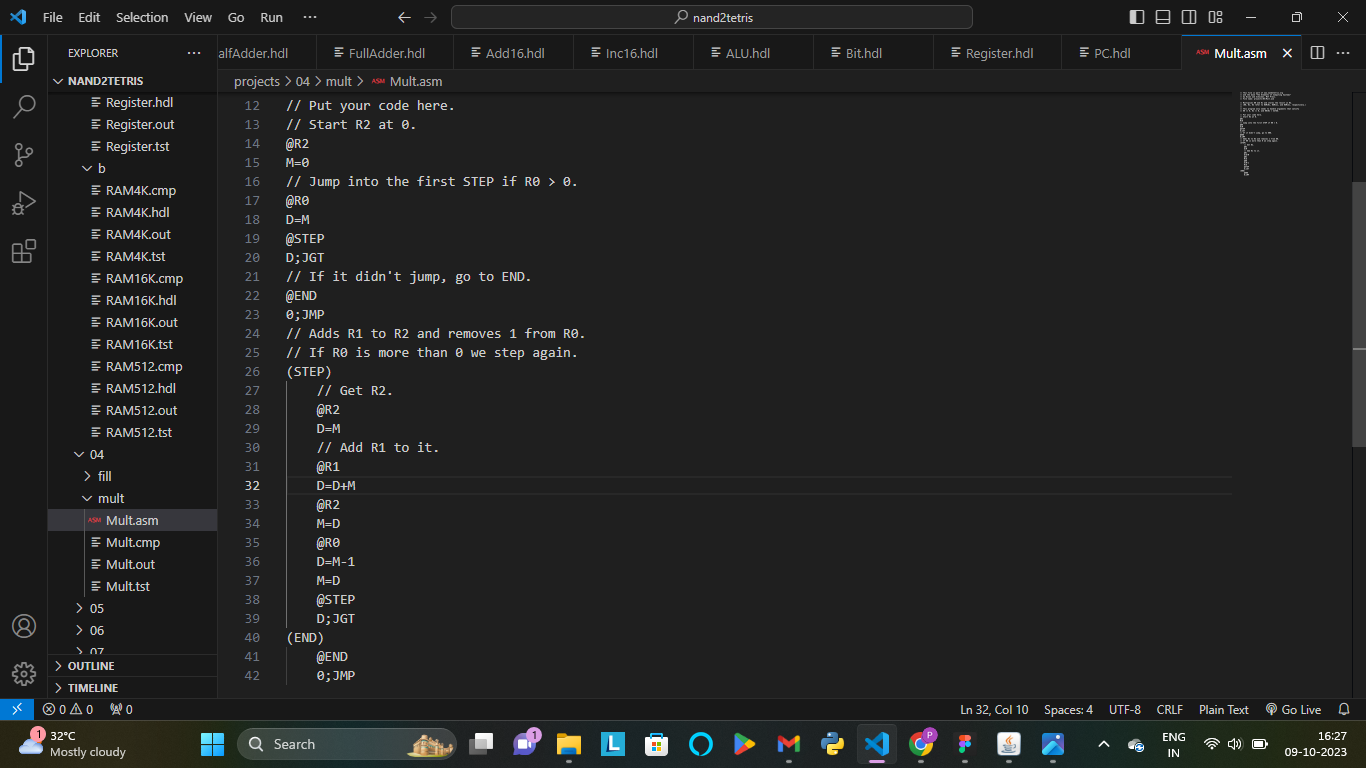 File Edit Selection View Go Run ···
nand2tetris
EXPLORER ···
alfAdder.hdl FullAdder.hdl Add16.hdl Inc16.hdl ALU.hdl Bit.hdl Register.hdl PC.hdl ASM Mult.asm ···
NAND2TETRIS
projects > 04 > mult > ASM Mult.asm
Register.hdl
Register.out
Register.tst
b
RAM4K.cmp
RAM4K.hdl
RAM4K.out
RAM4K.tst
RAM16K.cmp
RAM16K.hdl
RAM16K.out
RAM16K.tst
RAM512.cmp
RAM512.hdl
RAM512.out
RAM512.tst
04
fill
mult
ASM Mult.asm
Mult.cmp
Mult.out
Mult.tst
05
06
07
OUTLINE
TIMELINE
12 // Put your code here.
13 // Start R2 at 0.
14 @R2
15 M=0
16 // Jump into the first STEP if R0 > 0.
17 @R0
18 D=M
19 @STEP
20 D;JGT
21 // If it didn't jump, go to END.
22 @END
23 0;JMP
24 // Adds R1 to R2 and removes 1 from R0.
25 // If R0 is more than 0 we step again.
26 (STEP)
27 // Get R2.
28 @R2
29 D=M
30 // Add R1 to it.
31 @R1
32 D=D+M
33 @R2
34 M=D
35 @R0
36 D=M-1
37 M=D
38 @STEP
39 D;JGT
40 (END)
41 @END
42 0;JMP
0 0 0
Ln 32, Col 10 Spaces: 4 UTF-8 CRLF Plain Text Go Live
1 32°C
Mostly cloudy
Search
1
L
P
ENG
IN
16:27
09-10-2023